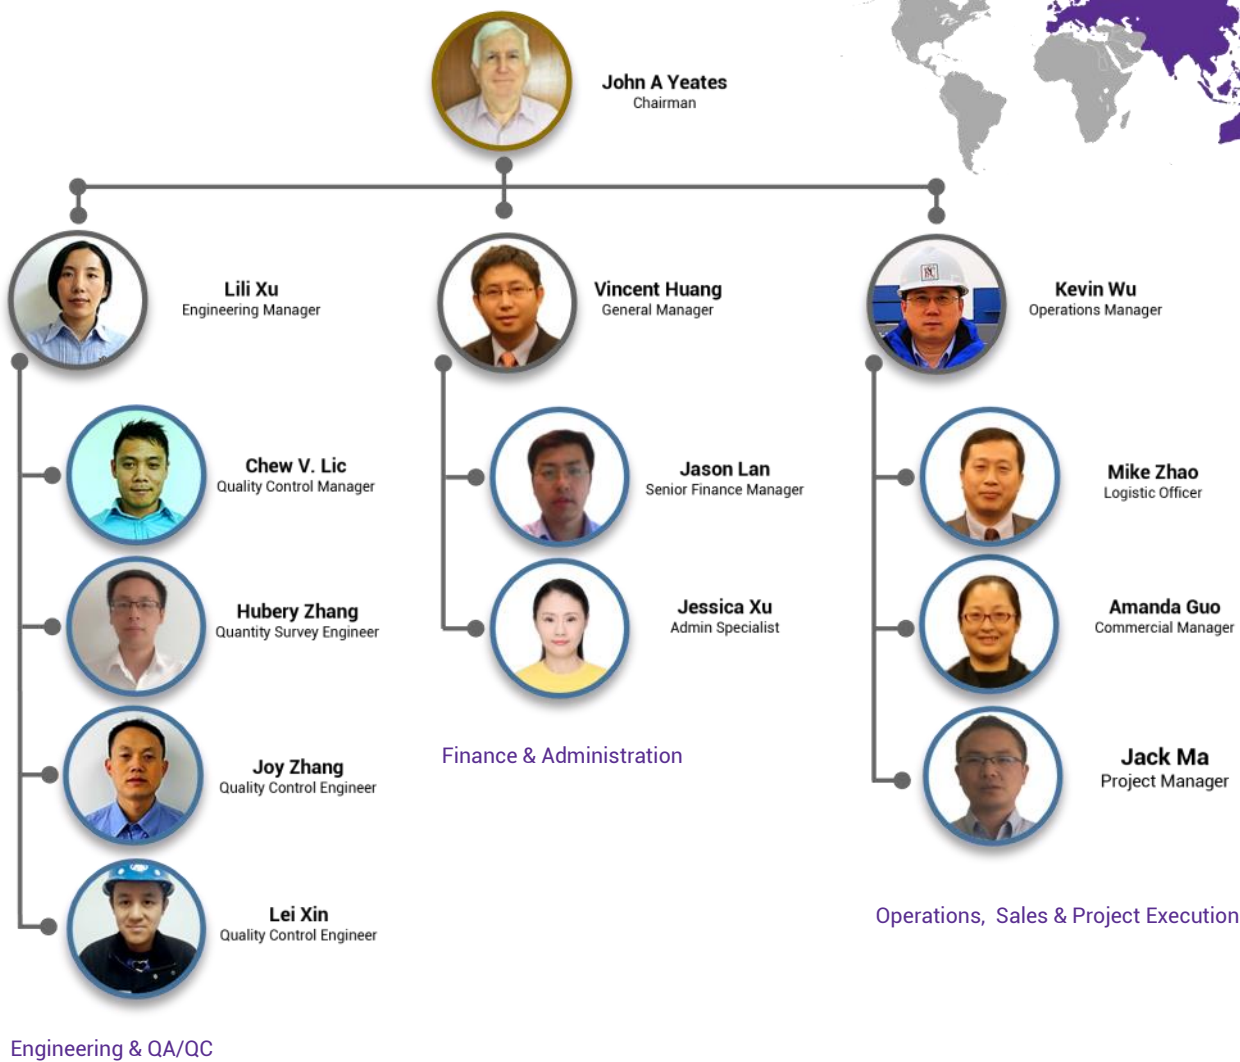 John A Yeates
Chairman
Lili Xu
Engineering Manager
Vincent Huang
General Manager
Kevin Wu
Operations Manager
Chew V. Lic
Quality Control Manager
Jason Lan
Senior Finance Manager
Mike Zhao
Logistic Officer
Hubery Zhang
Quantity Survey Engineer
Jessica Xu
Admin Specialist
Amanda Guo
Commercial Manager
Joy Zhang
Quality Control Engineer
Finance & Administration
Jack Ma
Project Manager
Lei Xin
Quality Control Engineer
Operations, Sales & Project Execution
Engineering & QA/QC